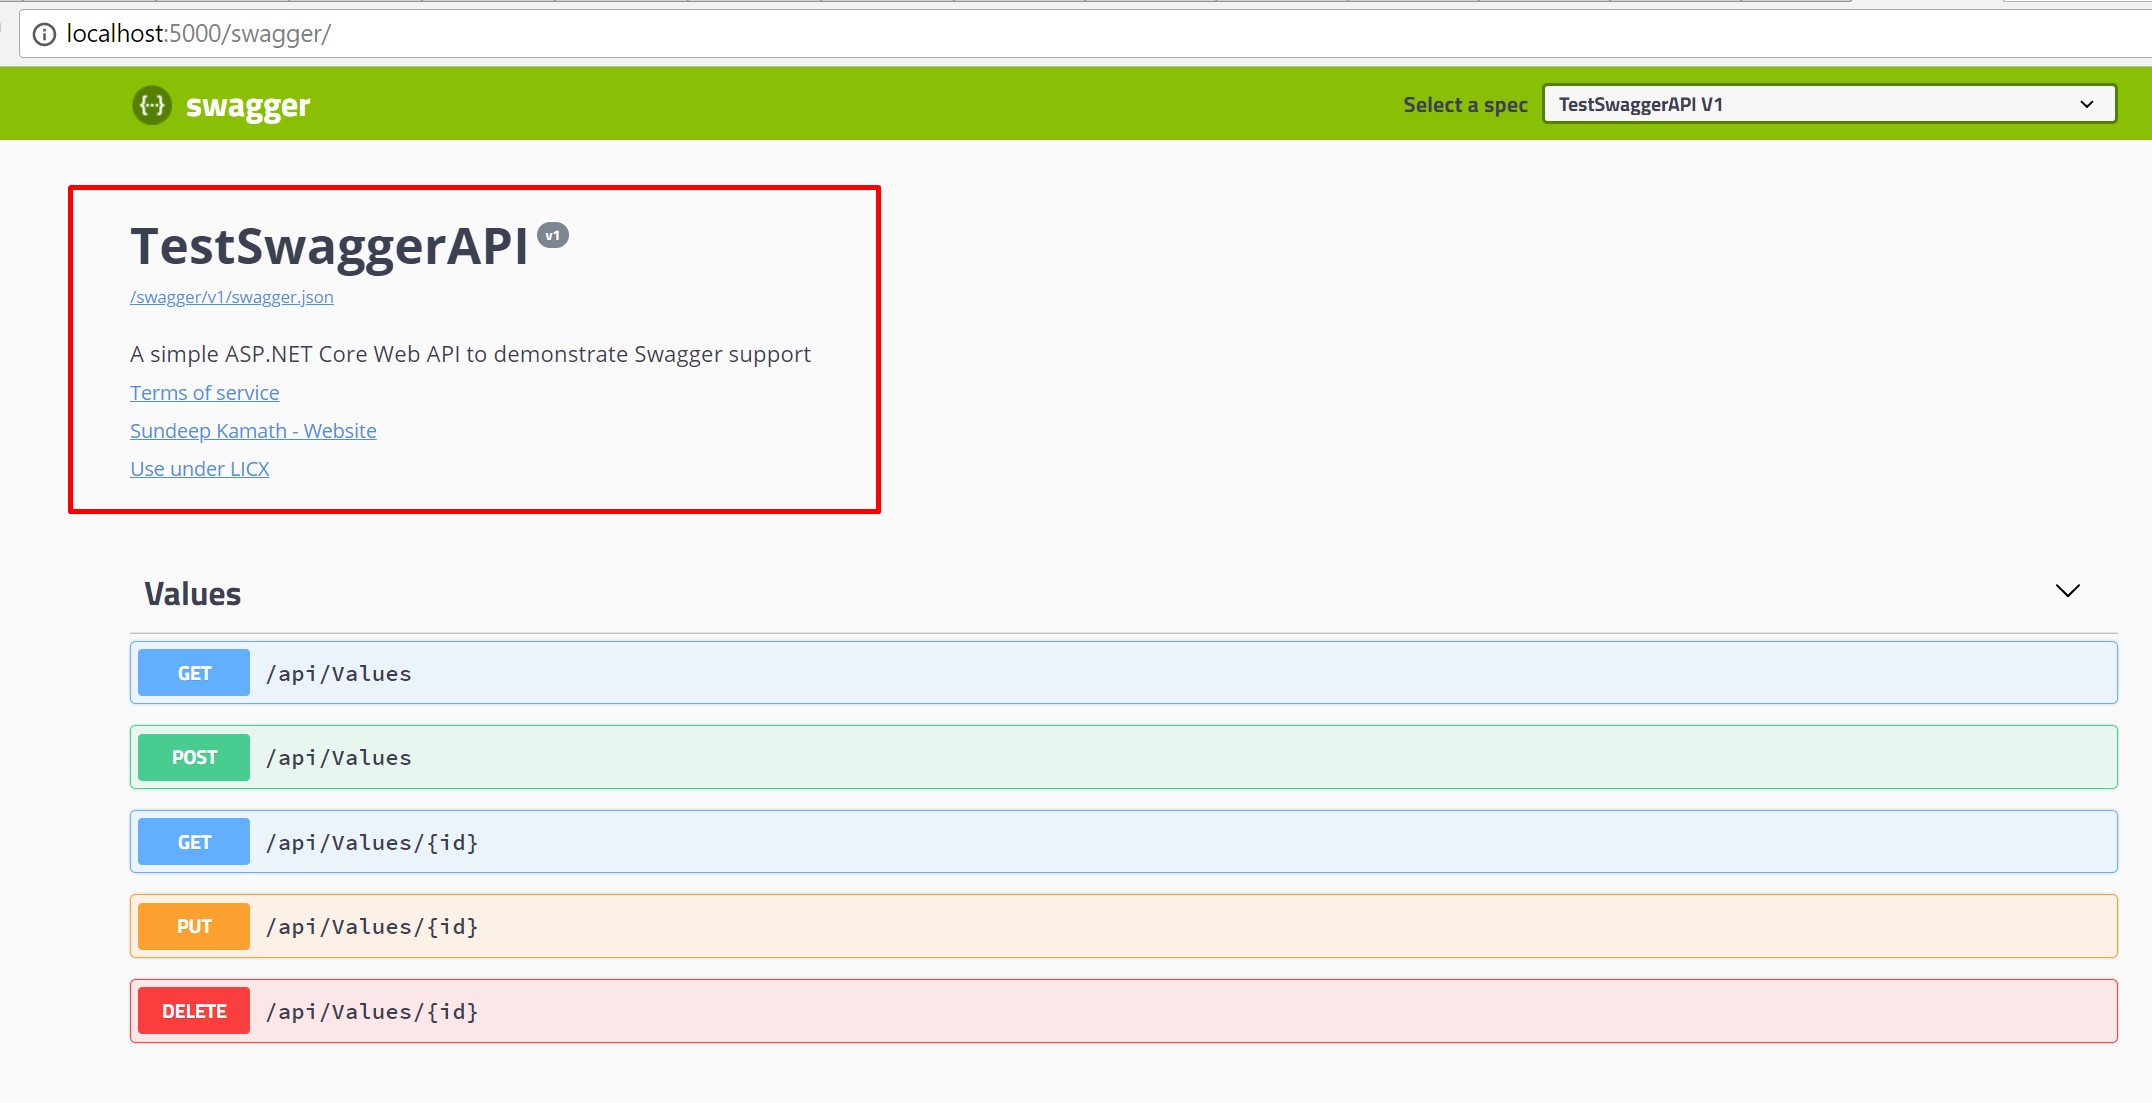 localhost:5000/swagger/
swagger
Select a spec TestSwaggerAPI V1
TestSwaggerAPI v1
/swagger/v1/swagger.json
A simple ASP.NET Core Web API to demonstrate Swagger support
Terms of service
Sundeep Kamath - Website
Use under LICX
Values
GET /api/Values
POST /api/Values
GET /api/Values/{id}
PUT /api/Values/{id}
DELETE /api/Values/{id}